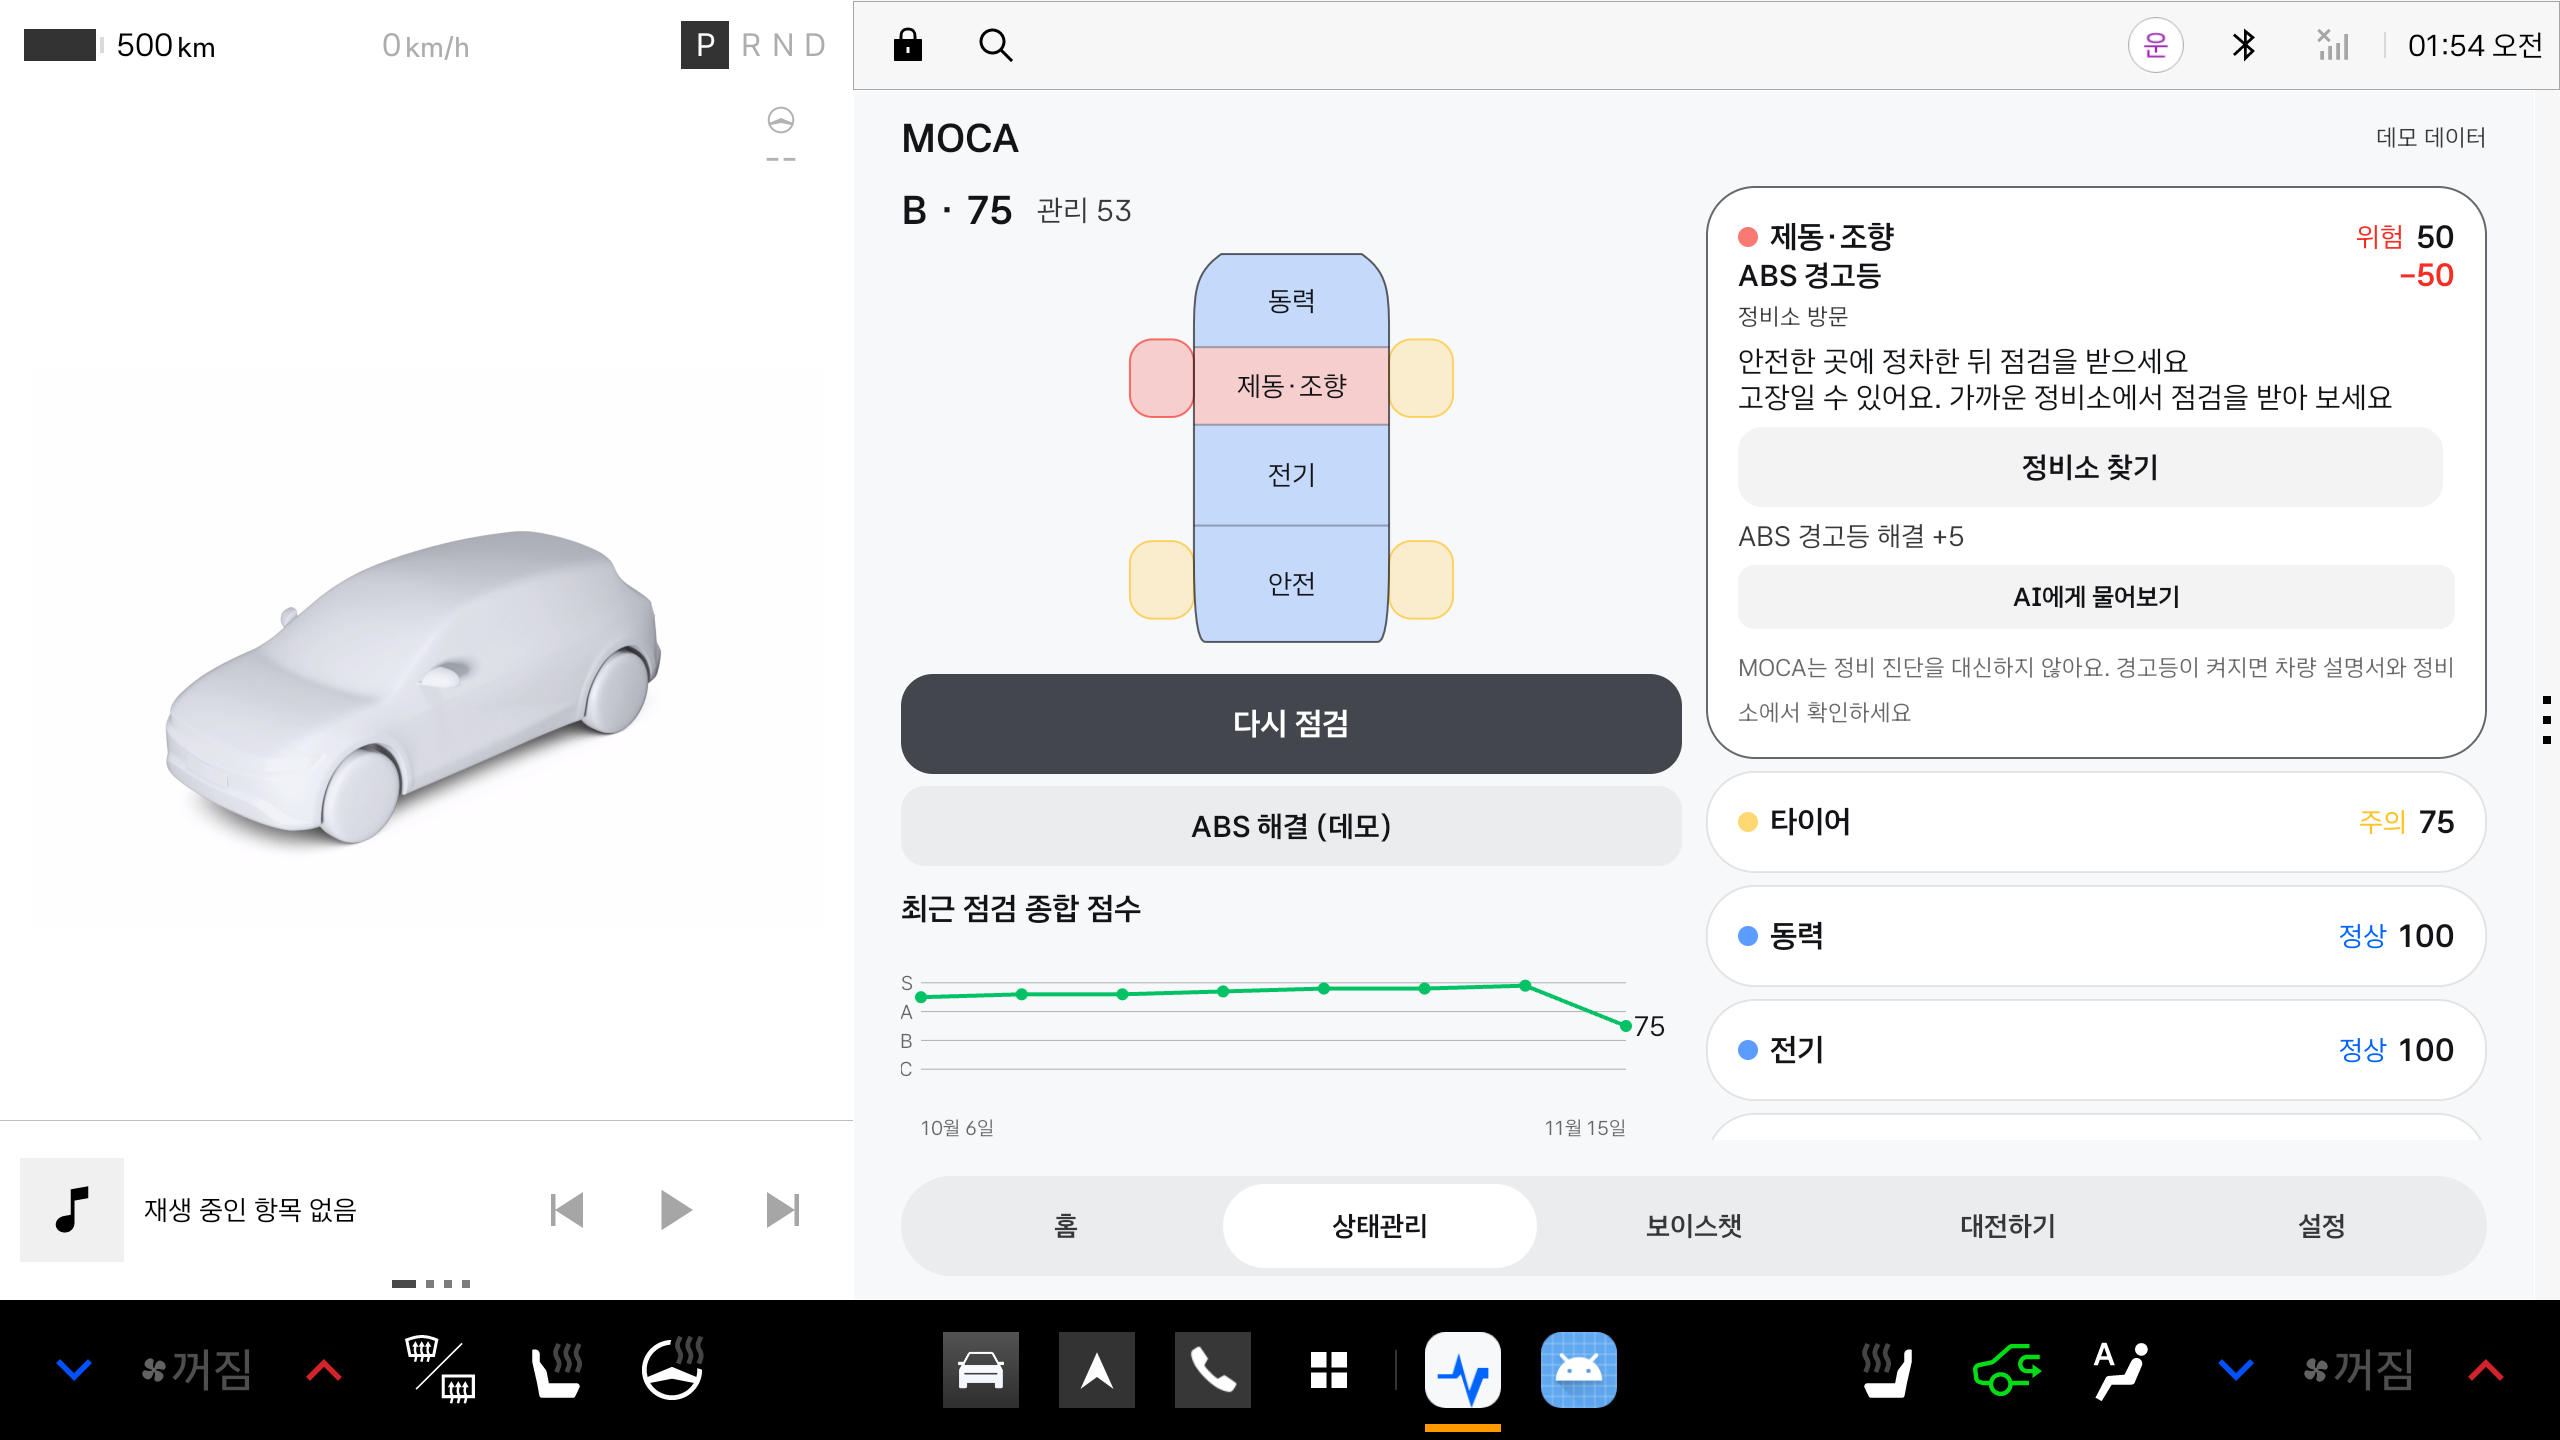 500 km
0 km/h
P R N D
운
01:54 오전
MOCA
데모 데이터
B · 75 관리 53
동력
제동·조향
전기
안전
다시 점검
ABS 해결 (데모)
최근 점검 종합 점수
S
A
B
C
75
10월 6일
11월 15일
제동·조향
위험 50
ABS 경고등
-50
정비소 방문
안전한 곳에 정차한 뒤 점검을 받으세요
고장일 수 있어요. 가까운 정비소에서 점검을 받아 보세요
정비소 찾기
ABS 경고등 해결 +5
AI에게 물어보기
MOCA는 정비 진단을 대신하지 않아요. 경고등이 켜지면 차량 설명서와 정비
소에서 확인하세요
타이어
주의 75
동력
정상 100
전기
정상 100
재생 중인 항목 없음
홈
상태관리
보이스챗
대전하기
설정
꺼짐
A
꺼짐